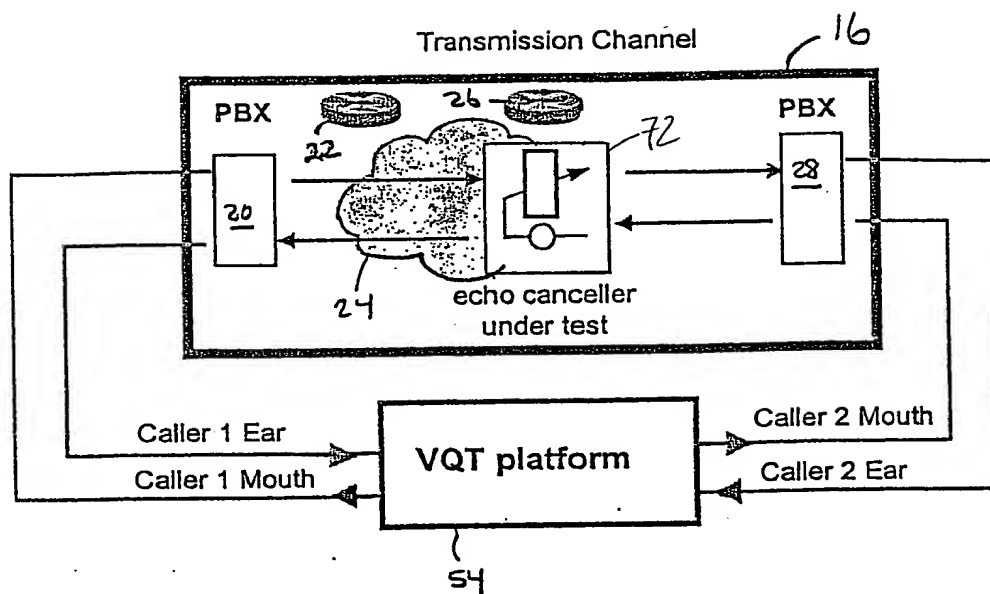 Transmission Channel
16
PBX
22
26
72
PBX
20
28
24
echo canceller
under test
Caller 1 Ear
Caller 1 Mouth
VQT platform
Caller 2 Mouth
Caller 2 Ear
54